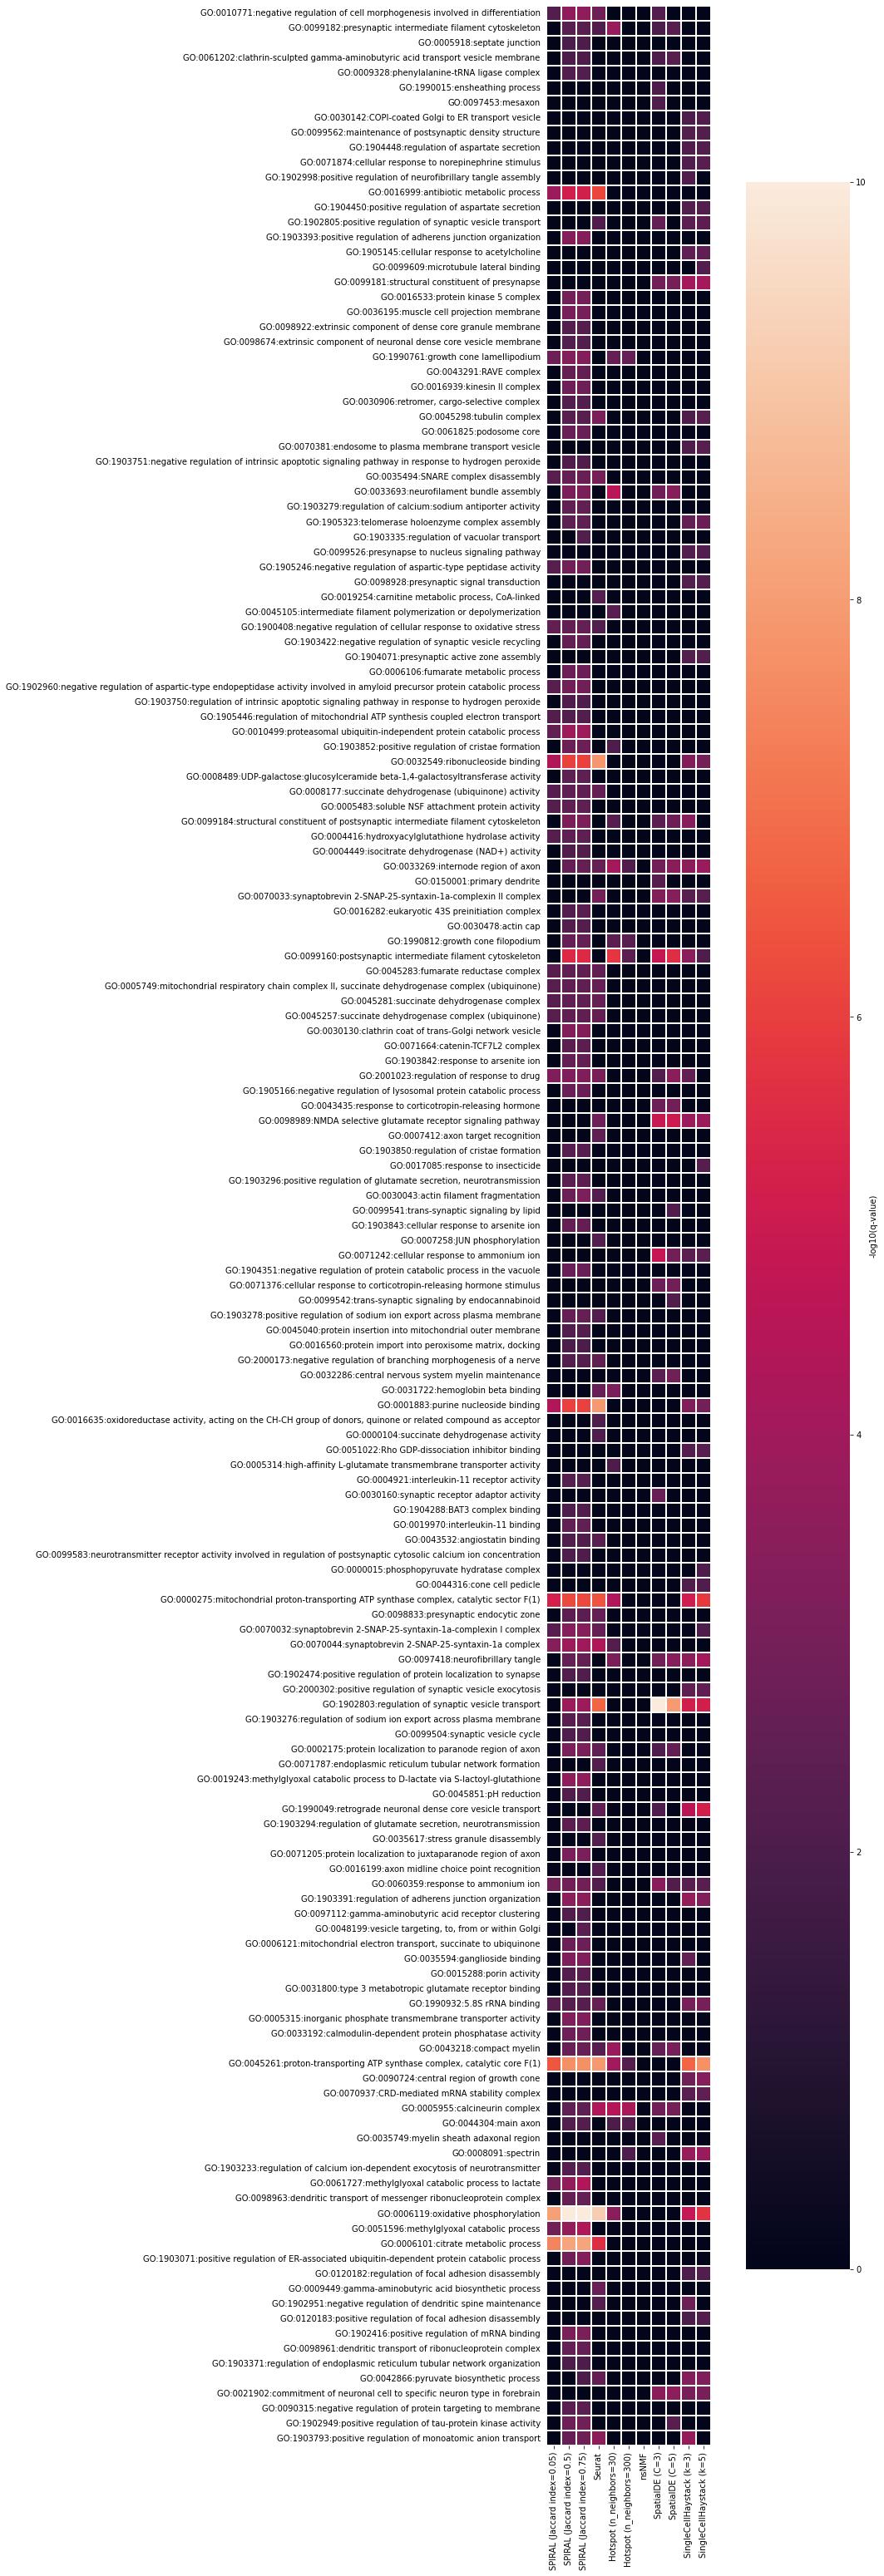 GO:0010771:negative regulation of cell morphogenesis involved in differentiation
GO:0099182:presynaptic intermediate filament cytoskeleton
GO:0005918:septate junction
GO:0061202:clathrin-sculpted gamma-aminobutyric acid transport vesicle membrane
GO:0009328:phenylalanine-tRNA ligase complex
GO:1990015:ensheathing process
GO:0097453:mesaxon
GO:0030142:COPI-coated Golgi to ER transport vesicle
GO:0099562:maintenance of postsynaptic density structure
GO:1904448:regulation of aspartate secretion
GO:0071874:cellular response to norepinephrine stimulus
GO:1902998:positive regulation of neurofibrillary tangle assembly
GO:0016999:antibiotic metabolic process
GO:1904450:positive regulation of aspartate secretion
GO:1902805:positive regulation of synaptic vesicle transport
GO:1903393:positive regulation of adherens junction organization
GO:1905145:cellular response to acetylcholine
GO:0099609:microtubule lateral binding
GO:0099181:structural constituent of presynapse
GO:0016533:protein kinase 5 complex
GO:0036195:muscle cell projection membrane
GO:0098922:extrinsic component of dense core granule membrane
GO:0098674:extrinsic component of neuronal dense core vesicle membrane
GO:1990761:growth cone lamellipodium
GO:0043291:RAVE complex
GO:0016939:kinesin II complex
GO:0030906:retromer, cargo-selective complex
GO:0045298:tubulin complex
GO:0061825:podosome core
GO:0070381:endosome to plasma membrane transport vesicle
GO:1903751:negative regulation of intrinsic apoptotic signaling pathway in response to hydrogen peroxide
GO:0035494:SNARE complex disassembly
GO:0033693:neurofilament bundle assembly
GO:1903279:regulation of calcium:sodium antiporter activity
GO:1905323:telomerase holoenzyme complex assembly
GO:1903335:regulation of vacuolar transport
GO:0099526:presynapse to nucleus signaling pathway
GO:1905246:negative regulation of aspartic-type peptidase activity
GO:0098928:presynaptic signal transduction
GO:0019254:carnitine metabolic process, CoA-linked
GO:0045105:intermediate filament polymerization or depolymerization
GO:1900408:negative regulation of cellular response to oxidative stress
GO:1903422:negative regulation of synaptic vesicle recycling
GO:1904071:presynaptic active zone assembly
GO:0006106:fumarate metabolic process
GO:1902960:negative regulation of aspartic-type endopeptidase activity involved in amyloid precursor protein catabolic process
GO:1903750:regulation of intrinsic apoptotic signaling pathway in response to hydrogen peroxide
GO:1905446:regulation of mitochondrial ATP synthesis coupled electron transport
GO:0010499:proteasomal ubiquitin-independent protein catabolic process
GO:1903852:positive regulation of cristae formation
GO:0032549:ribonucleoside binding
GO:0008489:UDP-galactose:glucosylceramide beta-1,4-galactosyltransferase activity
GO:0008177:succinate dehydrogenase (ubiquinone) activity
GO:0005483:soluble NSF attachment protein activity
GO:0099184:structural constituent of postsynaptic intermediate filament cytoskeleton
GO:0004416:hydroxyacylglutathione hydrolase activity
GO:0004449:isocitrate dehydrogenase (NAD+) activity
GO:0033269:internode region of axon
GO:0150001:primary dendrite
GO:0070033:synaptobrevin 2-SNAP-25-syntaxin-1a-complexin II complex
GO:0016282:eukaryotic 43S preinitiation complex
GO:0030478:actin cap
GO:1990812:growth cone filopodium
GO:0099160:postsynaptic intermediate filament cytoskeleton
GO:0045283:fumarate reductase complex
GO:0005749:mitochondrial respiratory chain complex II, succinate dehydrogenase complex (ubiquinone)
GO:0045281:succinate dehydrogenase complex
GO:0045257:succinate dehydrogenase complex (ubiquinone)
GO:0030130:clathrin coat of trans-Golgi network vesicle
GO:0071664:catenin-TCF7L2 complex
GO:1903842:response to arsenite ion
GO:2001023:regulation of response to drug
GO:1905166:negative regulation of lysosomal protein catabolic process
GO:0043435:response to corticotropin-releasing hormone
GO:0098989:NMDA selective glutamate receptor signaling pathway
GO:0007412:axon target recognition
GO:1903850:regulation of cristae formation
GO:0017085:response to insecticide
GO:1903296:positive regulation of glutamate secretion, neurotransmission
GO:0030043:actin filament fragmentation
GO:0099541:trans-synaptic signaling by lipid
GO:1903843:cellular response to arsenite ion
GO:0007258:JUN phosphorylation
GO:0071242:cellular response to ammonium ion
GO:1904351:negative regulation of protein catabolic process in the vacuole
GO:0071376:cellular response to corticotropin-releasing hormone stimulus
GO:0099542:trans-synaptic signaling by endocannabinoid
GO:1903278:positive regulation of sodium ion export across plasma membrane
GO:0045040:protein insertion into mitochondrial outer membrane
GO:0016560:protein import into peroxisome matrix, docking
GO:2000173:negative regulation of branching morphogenesis of a nerve
GO:0032286:central nervous system myelin maintenance
GO:0031722:hemoglobin beta binding
GO:0001883:purine nucleoside binding
GO:0016635:oxidoreductase activity, acting on the CH-CH group of donors, quinone or related compound as acceptor
GO:0000104:succinate dehydrogenase activity
GO:0051022:Rho GDP-dissociation inhibitor binding
GO:0005314:high-affinity L-glutamate transmembrane transporter activity
GO:0004921:interleukin-11 receptor activity
GO:0030160:synaptic receptor adaptor activity
GO:1904288:BAT3 complex binding
GO:0019970:interleukin-11 binding
GO:0043532:angiostatin binding
GO:0099583:neurotransmitter receptor activity involved in regulation of postsynaptic cytosolic calcium ion concentration
GO:0000015:phosphopyruvate hydratase complex
GO:0044316:cone cell pedicle
GO:0000275:mitochondrial proton-transporting ATP synthase complex, catalytic sector F(1)
GO:0098833:presynaptic endocytic zone
GO:0070032:synaptobrevin 2-SNAP-25-syntaxin-1a-complexin I complex
GO:0070044:synaptobrevin 2-SNAP-25-syntaxin-1a complex
GO:0097418:neurofibrillary tangle
GO:1902474:positive regulation of protein localization to synapse
GO:2000302:positive regulation of synaptic vesicle exocytosis
GO:1902803:regulation of synaptic vesicle transport
GO:1903276:regulation of sodium ion export across plasma membrane
GO:0099504:synaptic vesicle cycle
GO:0002175:protein localization to paranode region of axon
GO:0071787:endoplasmic reticulum tubular network formation
GO:0019243:methylglyoxal catabolic process to D-lactate via S-lactoyl-glutathione
GO:0045851:pH reduction
GO:1990049:retrograde neuronal dense core vesicle transport
GO:1903294:regulation of glutamate secretion, neurotransmission
GO:0035617:stress granule disassembly
GO:0071205:protein localization to juxtaparanode region of axon
GO:0016199:axon midline choice point recognition
GO:0060359:response to ammonium ion
GO:1903391:regulation of adherens junction organization
GO:0097112:gamma-aminobutyric acid receptor clustering
GO:0048199:vesicle targeting, to, from or within Golgi
GO:0006121:mitochondrial electron transport, succinate to ubiquinone
GO:0035594:ganglioside binding
GO:0015288:porin activity
GO:0031800:type 3 metabotropic glutamate receptor binding
GO:1990932:5.8S rRNA binding
GO:0005315:inorganic phosphate transmembrane transporter activity
GO:0033192:calmodulin-dependent protein phosphatase activity
GO:0043218:compact myelin
GO:0045261:proton-transporting ATP synthase complex, catalytic core F(1)
GO:0090724:central region of growth cone
GO:0070937:CRD-mediated mRNA stability complex
GO:0005955:calcineurin complex
GO:0044304:main axon
GO:0035749:myelin sheath adaxonal region
GO:0008091:spectrin
GO:1903233:regulation of calcium ion-dependent exocytosis of neurotransmitter
GO:0061727:methylglyoxal catabolic process to lactate
GO:0098963:dendritic transport of messenger ribonucleoprotein complex
GO:0006119:oxidative phosphorylation
GO:0051596:methylglyoxal catabolic process
GO:0006101:citrate metabolic process
GO:1903071:positive regulation of ER-associated ubiquitin-dependent protein catabolic process
GO:0120182:regulation of focal adhesion disassembly
GO:0009449:gamma-aminobutyric acid biosynthetic process
GO:1902951:negative regulation of dendritic spine maintenance
GO:0120183:positive regulation of focal adhesion disassembly
GO:1902416:positive regulation of mRNA binding
GO:0098961:dendritic transport of ribonucleoprotein complex
GO:1903371:regulation of endoplasmic reticulum tubular network organization
GO:0042866:pyruvate biosynthetic process
GO:0021902:commitment of neuronal cell to specific neuron type in forebrain
GO:0090315:negative regulation of protein targeting to membrane
GO:1902949:positive regulation of tau-protein kinase activity
GO:1903793:positive regulation of monoatomic anion transport
SPIRAL (Jaccard index=0.05)
SPIRAL (Jaccard index=0.5)
SPIRAL (Jaccard index=0.75)
Seurat
Hotspot (n_neighbors=30)
Hotspot (n_neighbors=300)
nsNMF
SpatialDE (C=3)
SpatialDE (C=5)
SingleCellHaystack (k=3)
SingleCellHaystack (k=5)
10
8
6
4
2
0
-log10(q-value)